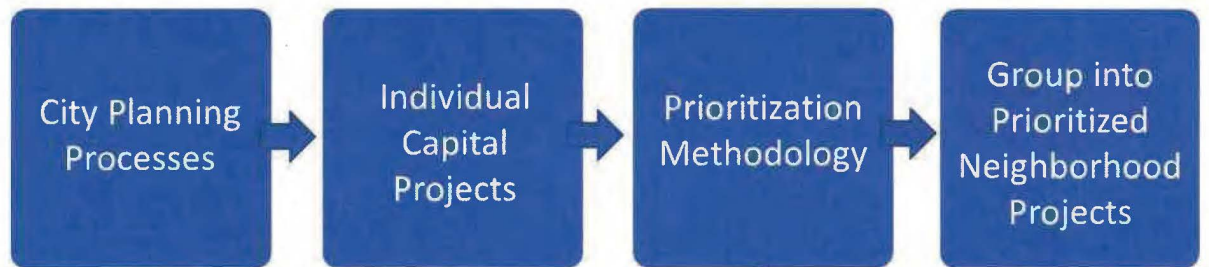 City Planning
Processes
Individual
Capital
Projects
Prioritization
Methodology
Group into
Prioritized
Neighborhood
Projects